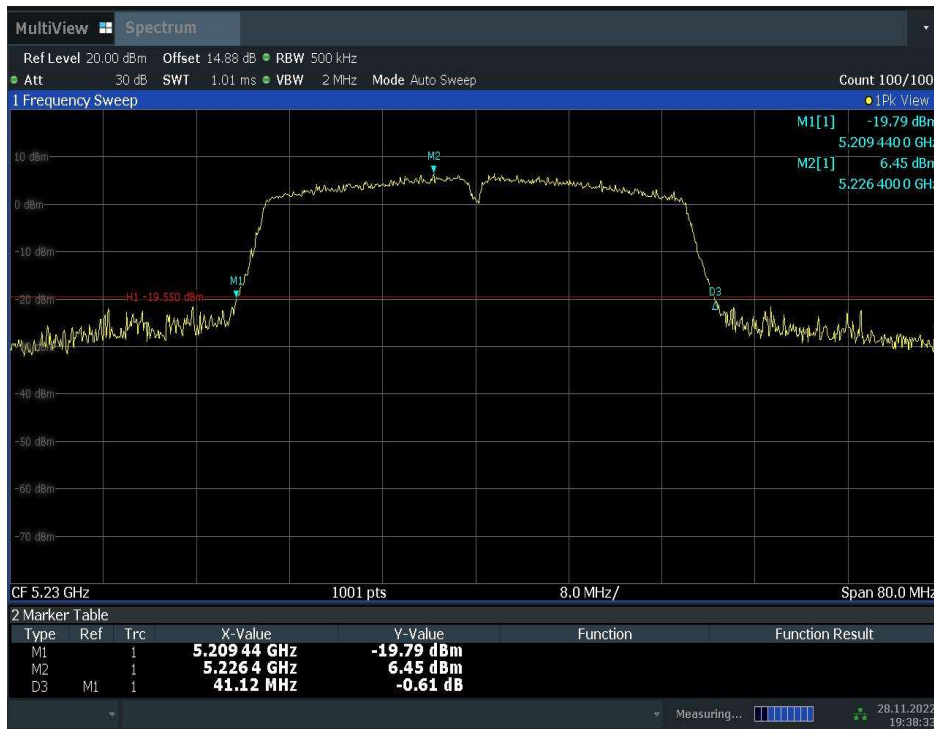 MultiView Spectrum
Ref Level 20.00 dBm Offset 14.88 dB RBW 500 kHz
Att 30 dB SWT 1.01 ms VBW 2 MHz Mode Auto Sweep Count 100/100
1 Frequency Sweep 1Pk View
M1[1] -19.79 dBm
5.209 440 0 GHz
M2[1] 6.45 dBm
5.226 400 0 GHz
10 dBm
M2
0 dBm
-10 dBm
M1
-20 dBm
H1 -19.550 dBm
D3
-40 dBm
-50 dBm
-60 dBm
-70 dBm
CF 5.23 GHz 1001 pts 8.0 MHz/ Span 80.0 MHz
2 Marker Table
Type Ref Trc X-Value Y-Value Function Function Result
M1 1 5.209 44 GHz -19.79 dBm
M2 1 5.226 4 GHz 6.45 dBm
D3 M1 1 41.12 MHz -0.61 dB
Measuring... 28.11.2022
19:38:33